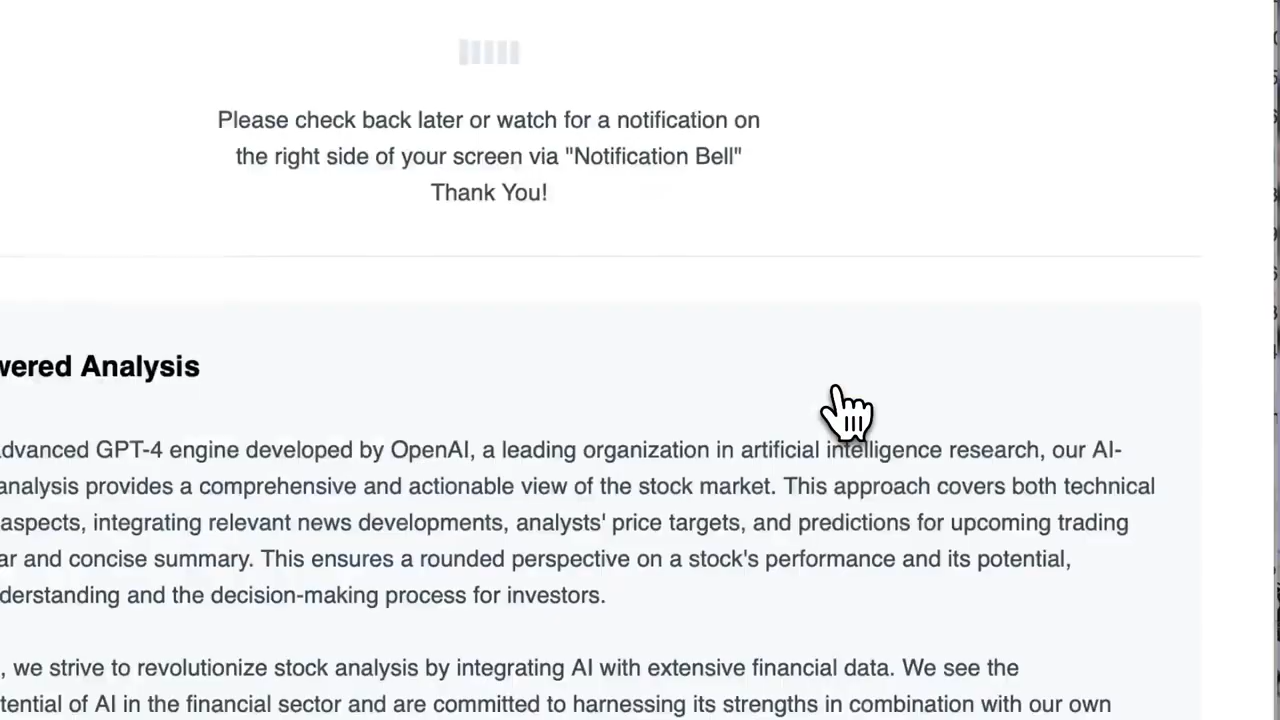 Please check back later or watch for a notification on
the right side of your screen via "Notification Bell"
Thank You!
wered Analysis
dvanced GPT-4 engine developed by OpenAI, a leading organization in artificial intelligence research, our AI-
analysis provides a comprehensive and actionable view of the stock market. This approach covers both technical
aspects, integrating relevant news developments, analysts' price targets, and predictions for upcoming trading
ar and concise summary. This ensures a rounded perspective on a stock's performance and its potential,
derstanding and the decision-making process for investors.
, we strive to revolutionize stock analysis by integrating AI with extensive financial data. We see the
tential of AI in the financial sector and are committed to harnessing its strengths in combination with our own